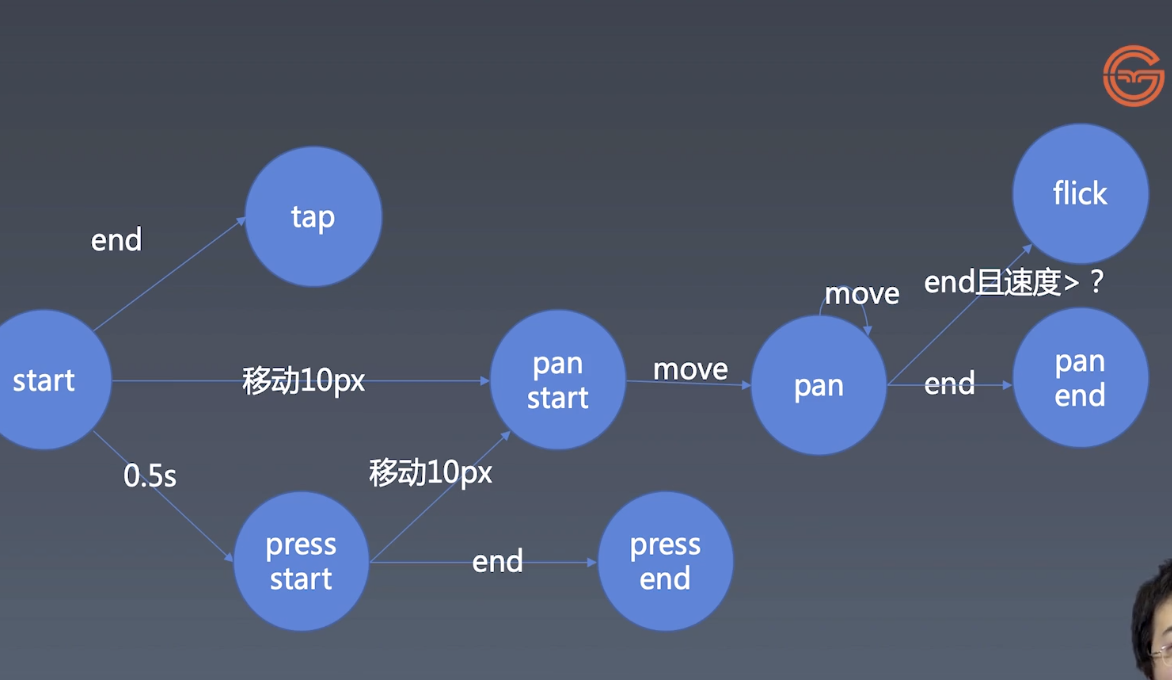 flick
tap
end
end且速度>？
move
start
移动10px
pan
start
move
pan
end
pan
end
0.5s
移动10px
press
start
end
press
end